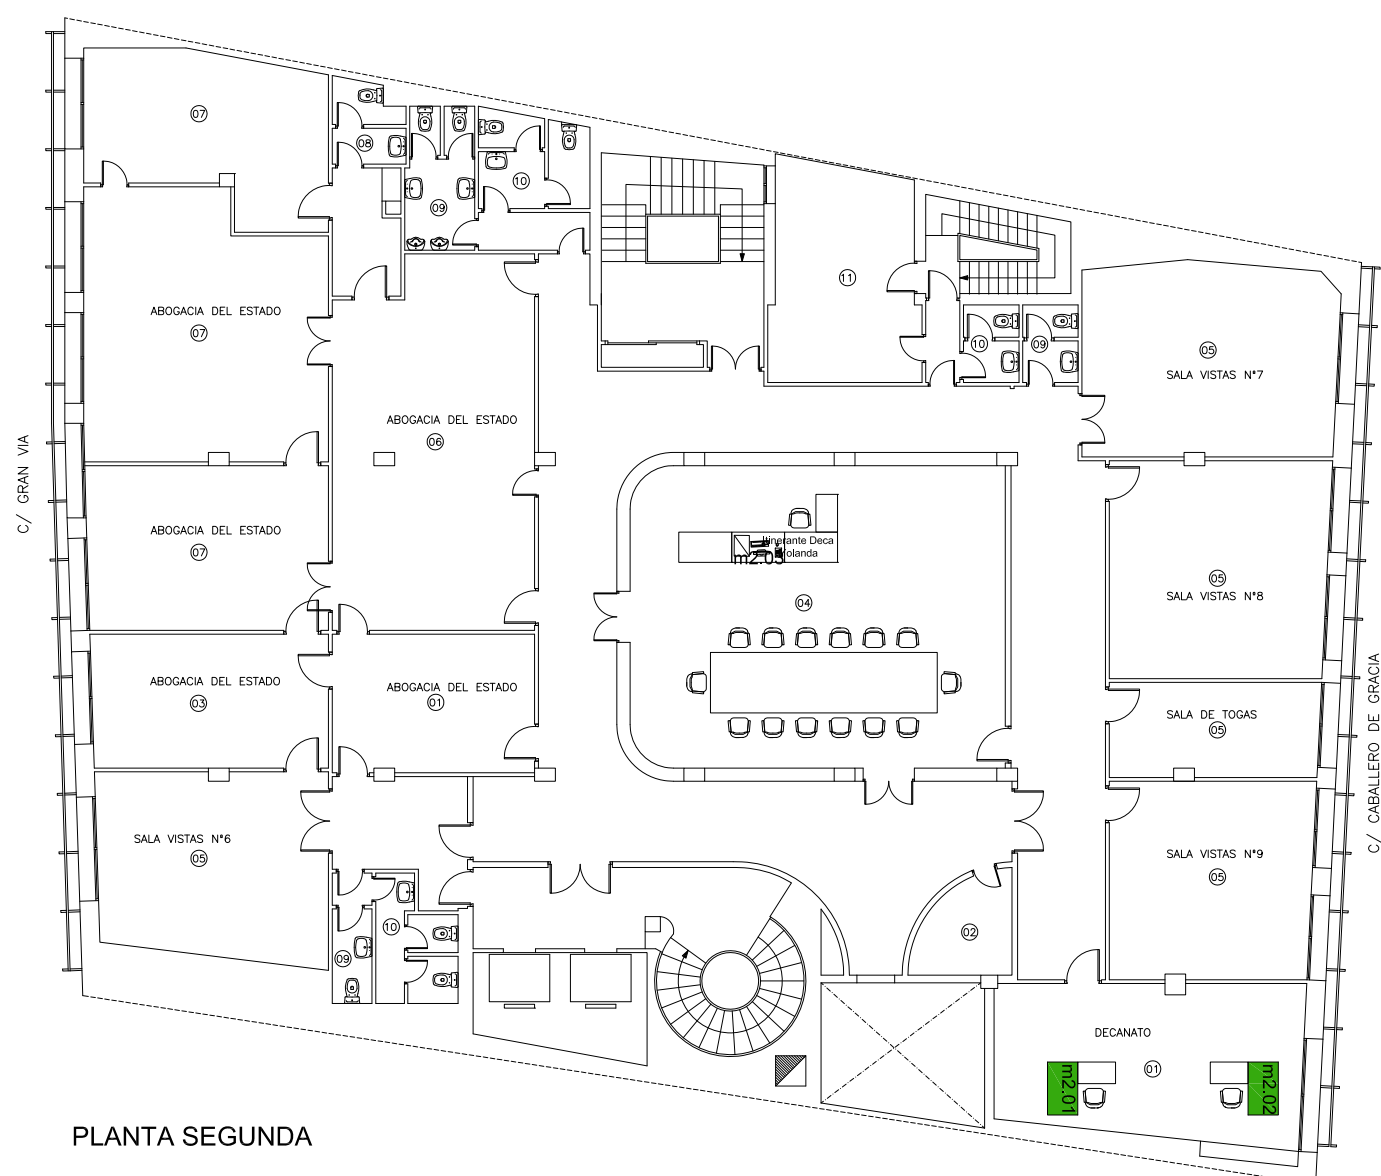 07
08
09
10
ABOGACIA DEL ESTADO
07
11
10
09
05
SALA VISTAS Nº7
ABOGACIA DEL ESTADO
06
C/ GRAN VIA
ABOGACIA DEL ESTADO
07
Itinerante Deca
Yolanda
m2.03
04
05
SALA VISTAS Nº8
ABOGACIA DEL ESTADO
03
ABOGACIA DEL ESTADO
01
SALA DE TOGAS
05
C/ CABALLERO DE GRACIA
SALA VISTAS Nº6
05
SALA VISTAS Nº9
05
10
09
02
DECANATO
01
m2.01
m2.02
PLANTA SEGUNDA